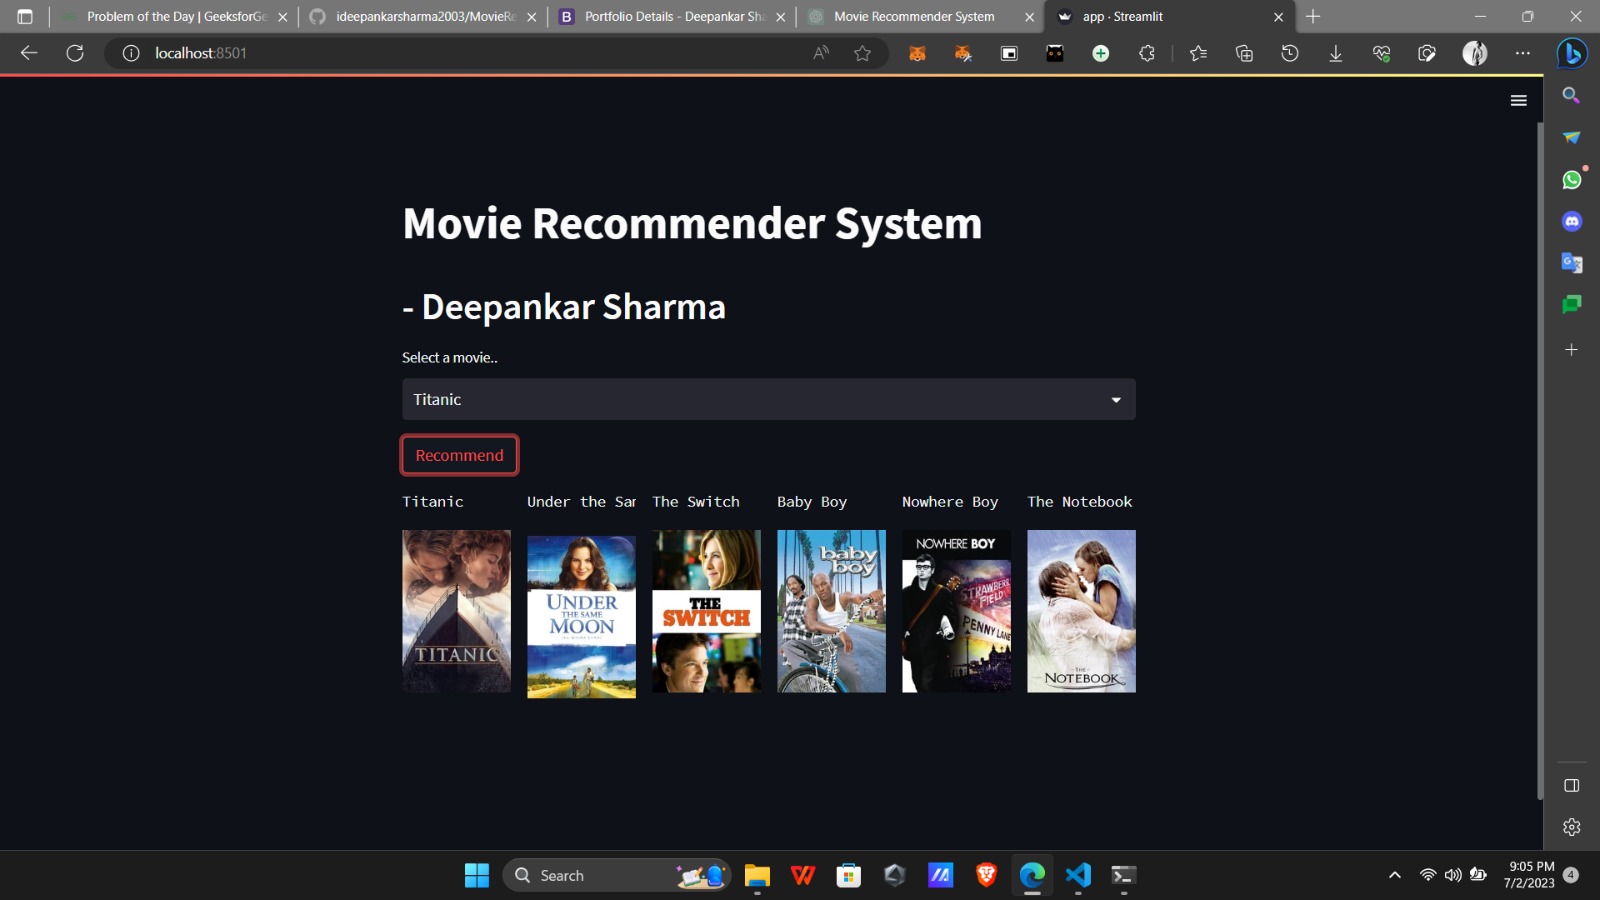 Problem of the Day | GeeksforGe
ideepankarsharma2003/MovieRe
Portfolio Details - Deepankar Sha
Movie Recommender System
app · Streamlit
localhost:8501
Movie Recommender System
- Deepankar Sharma
Select a movie..
Titanic
Recommend
Titanic
Under the Sam
The Switch
Baby Boy
Nowhere Boy
The Notebook
TITANIC
UNDER
THE SAME
MOON
THE
SWITCH
baby
boy
NOWHERE BOY
STRAWBERRY
FIELD
PENNY LANE
THE
NOTEBOOK
Search
9:05 PM
7/2/2023
4